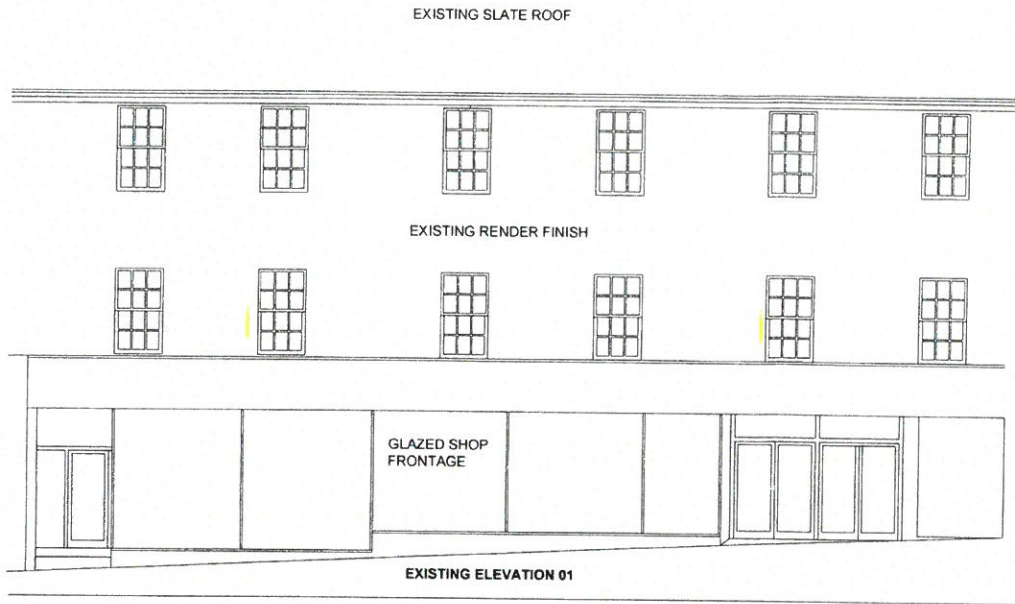 EXISTING SLATE ROOF
EXISTING RENDER FINISH
GLAZED SHOP
FRONTAGE
EXISTING ELEVATION 01